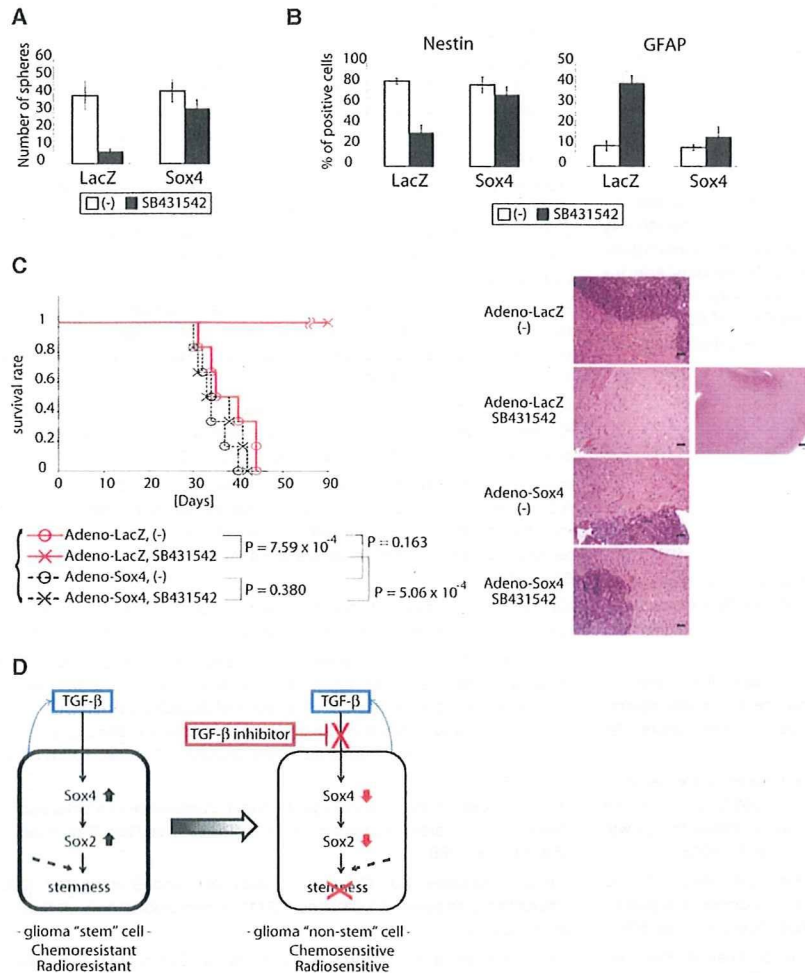 A
Number of spheres
60
50
40
30
20
10
0
LacZ
Sox4
(-)
SB431542
B
Nestin
GFAP
% of positive cells
100
80
60
40
20
0
LacZ
Sox4
50
40
30
20
10
0
LacZ
Sox4
(-)
SB431542
C
survival rate
1
0.8
0.6
0.4
0.2
0
0
10
20
30
40
50
90
[Days]
Adeno-LacZ, (-)
Adeno-LacZ, SB431542
Adeno-Sox4, (-)
Adeno-Sox4, SB431542
P = 7.59 x 10-4
P = 0.380
P = 0.163
P = 5.06 x 10-4
Adeno-LacZ
(-)
Adeno-LacZ
SB431542
Adeno-Sox4
(-)
Adeno-Sox4
SB431542
D
TGF-β
Sox4
Sox2
stemness
- glioma "stem" cell -
Chemoresistant
Radioresistant
TGF-β inhibitor
TGF-β
Sox4
Sox2
stemness
- glioma "non-stem" cell -
Chemosensitive
Radiosensitive